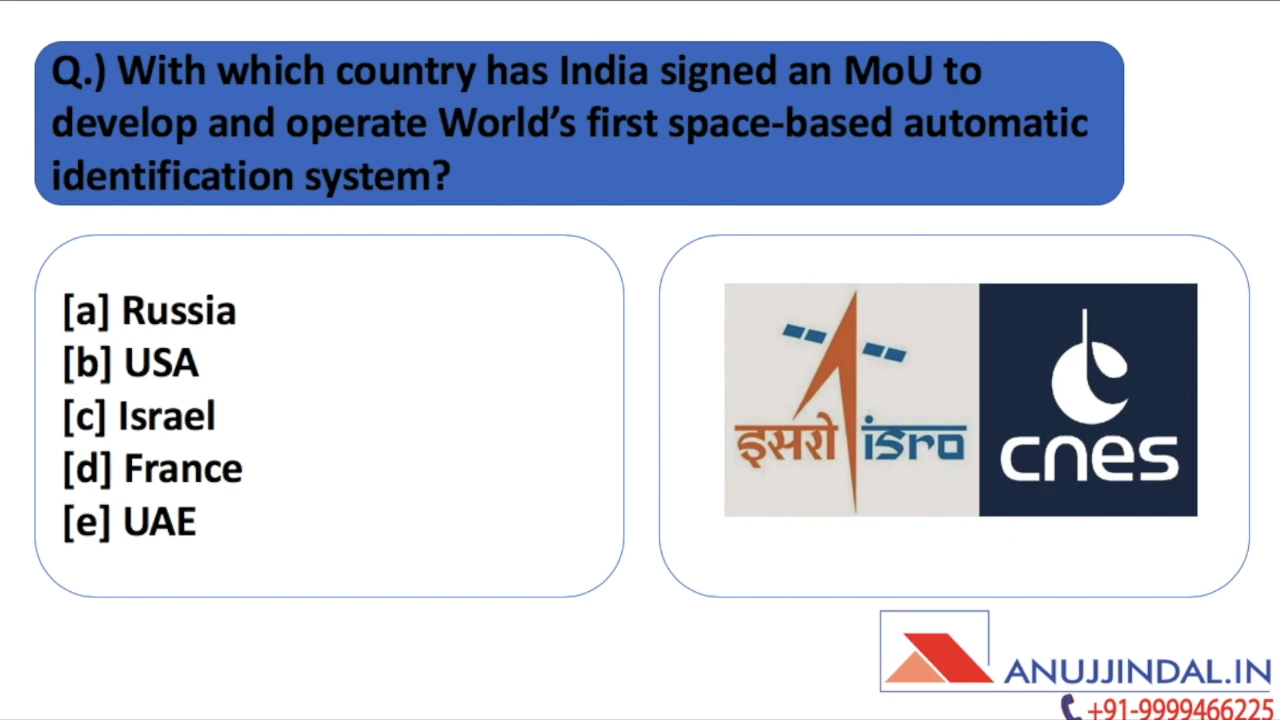 Q.) With which country has India signed an MoU to
develop and operate World’s first space-based automatic
identification system?
[a] Russia
[b] USA
[c] Israel
[d] France
[e] UAE
इसरो isro
cnes
ANUJJINDAL.IN
+91-9999466225